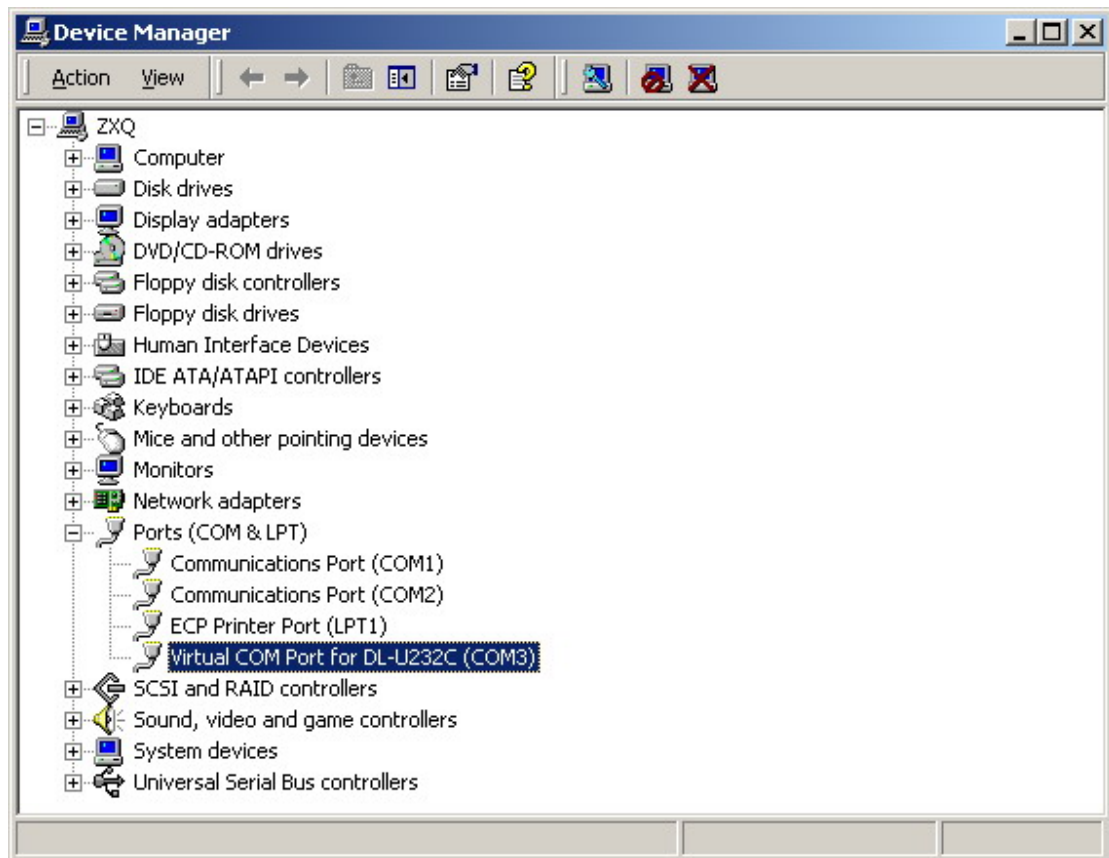 Device Manager
Action View
ZXQ
Computer
Disk drives
Display adapters
DVD/CD-ROM drives
Floppy disk controllers
Floppy disk drives
Human Interface Devices
IDE ATA/ATAPI controllers
Keyboards
Mice and other pointing devices
Monitors
Network adapters
Ports (COM & LPT)
Communications Port (COM1)
Communications Port (COM2)
ECP Printer Port (LPT1)
Virtual COM Port for DL-U232C (COM3)
SCSI and RAID controllers
Sound, video and game controllers
System devices
Universal Serial Bus controllers